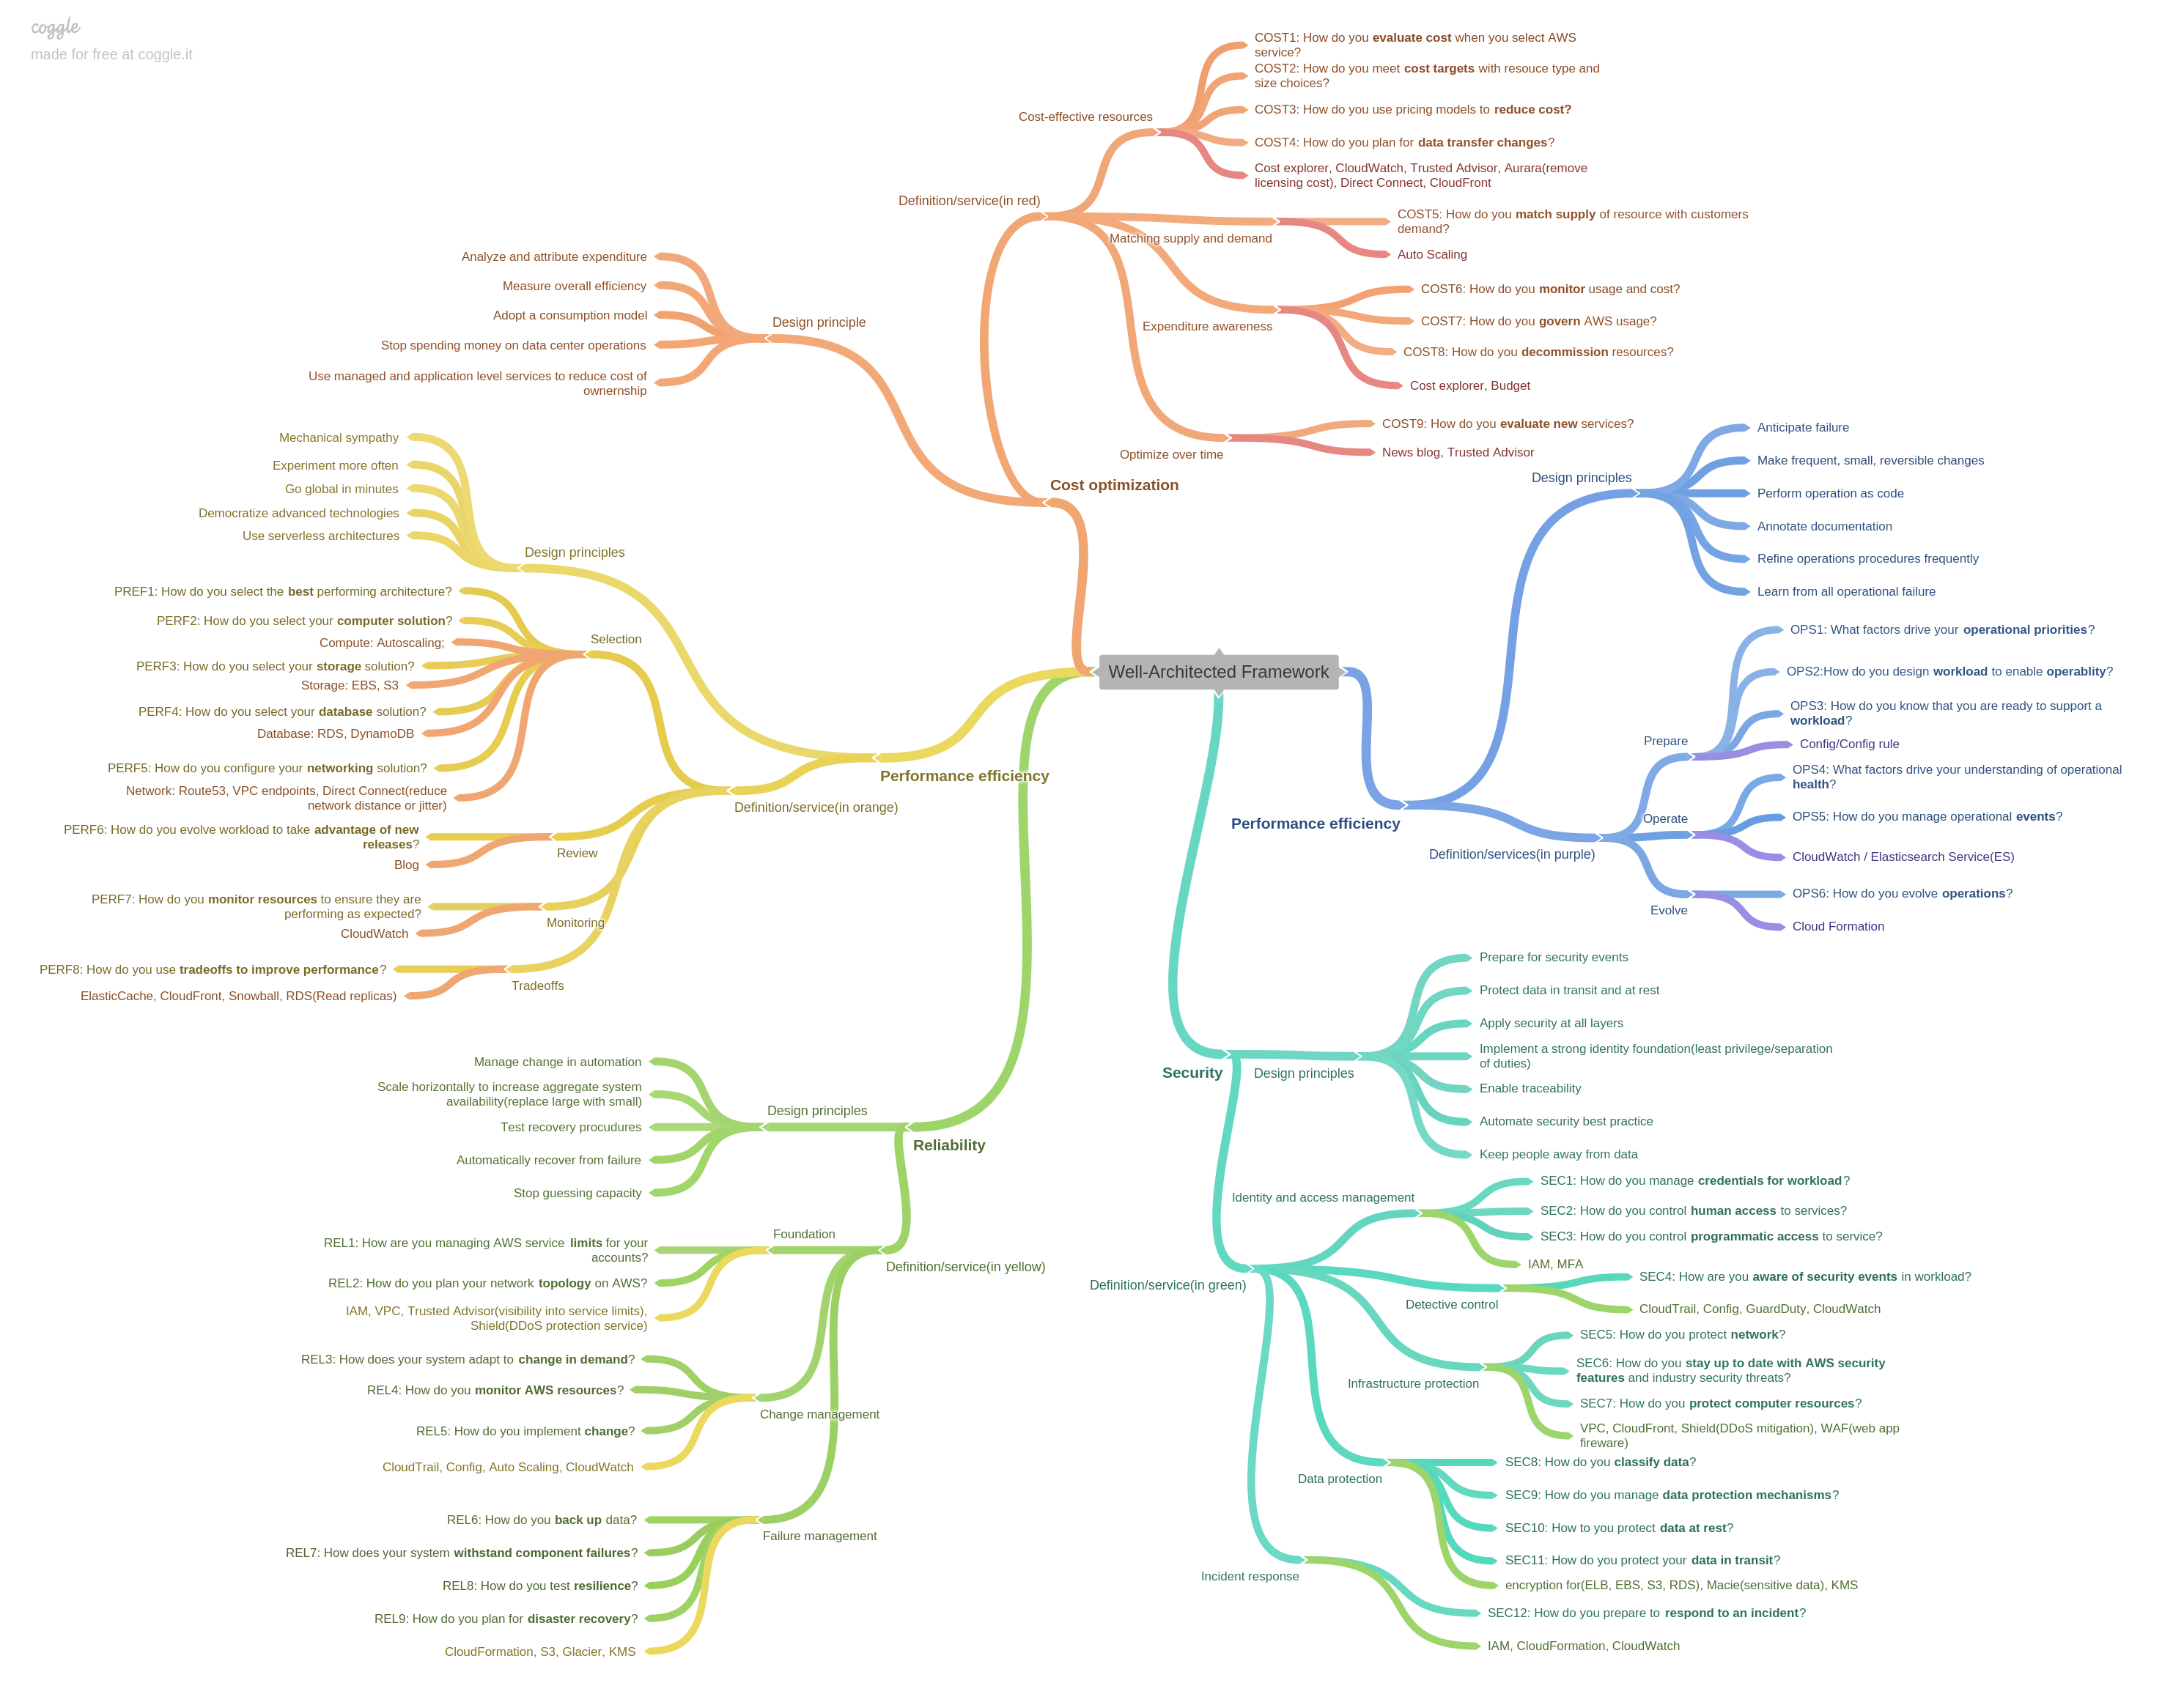 coggle
made for free at coggle.it
Well-Architected Framework
Cost optimization
Definition/service(in red)
Cost-effective resources
COST1: How do you evaluate cost when you select AWS
service?
COST2: How do you meet cost targets with resouce type and
size choices?
COST3: How do you use pricing models to reduce cost?
COST4: How do you plan for data transfer changes?
Cost explorer, CloudWatch, Trusted Advisor, Aurara(remove
licensing cost), Direct Connect, CloudFront
Matching supply and demand
COST5: How do you match supply of resource with customers
demand?
Auto Scaling
Expenditure awareness
COST6: How do you monitor usage and cost?
COST7: How do you govern AWS usage?
COST8: How do you decommission resources?
Cost explorer, Budget
Optimize over time
COST9: How do you evaluate new services?
News blog, Trusted Advisor
Design principle
Analyze and attribute expenditure
Measure overall efficiency
Adopt a consumption model
Stop spending money on data center operations
Use managed and application level services to reduce cost of
ownernship
Performance efficiency
Design principles
Mechanical sympathy
Experiment more often
Go global in minutes
Democratize advanced technologies
Use serverless architectures
Definition/service(in orange)
Selection
PREF1: How do you select the best performing architecture?
PERF2: How do you select your computer solution?
Compute: Autoscaling;
PERF3: How do you select your storage solution?
Storage: EBS, S3
PERF4: How do you select your database solution?
Database: RDS, DynamoDB
PERF5: How do you configure your networking solution?
Network: Route53, VPC endpoints, Direct Connect(reduce
network distance or jitter)
Review
PERF6: How do you evolve workload to take advantage of new
releases?
Blog
Monitoring
PERF7: How do you monitor resources to ensure they are
performing as expected?
CloudWatch
Tradeoffs
PERF8: How do you use tradeoffs to improve performance?
ElasticCache, CloudFront, Snowball, RDS(Read replicas)
Reliability
Design principles
Manage change in automation
Scale horizontally to increase aggregate system
availability(replace large with small)
Test recovery procudures
Automatically recover from failure
Stop guessing capacity
Definition/service(in yellow)
Foundation
REL1: How are you managing AWS service limits for your
accounts?
REL2: How do you plan your network topology on AWS?
IAM, VPC, Trusted Advisor(visibility into service limits),
Shield(DDoS protection service)
Change management
REL3: How does your system adapt to change in demand?
REL4: How do you monitor AWS resources?
REL5: How do you implement change?
CloudTrail, Config, Auto Scaling, CloudWatch
Failure management
REL6: How do you back up data?
REL7: How does your system withstand component failures?
REL8: How do you test resilience?
REL9: How do you plan for disaster recovery?
CloudFormation, S3, Glacier, KMS
Performance efficiency
Design principles
Anticipate failure
Make frequent, small, reversible changes
Perform operation as code
Annotate documentation
Refine operations procedures frequently
Learn from all operational failure
Definition/services(in purple)
Prepare
OPS1: What factors drive your operational priorities?
OPS2:How do you design workload to enable operablity?
OPS3: How do you know that you are ready to support a
workload?
Config/Config rule
Operate
OPS4: What factors drive your understanding of operational
health?
OPS5: How do you manage operational events?
CloudWatch / Elasticsearch Service(ES)
Evolve
OPS6: How do you evolve operations?
Cloud Formation
Security
Design principles
Prepare for security events
Protect data in transit and at rest
Apply security at all layers
Implement a strong identity foundation(least privilege/separation
of duties)
Enable traceability
Automate security best practice
Keep people away from data
Definition/service(in green)
Identity and access management
SEC1: How do you manage credentials for workload?
SEC2: How do you control human access to services?
SEC3: How do you control programmatic access to service?
IAM, MFA
Detective control
SEC4: How are you aware of security events in workload?
CloudTrail, Config, GuardDuty, CloudWatch
Infrastructure protection
SEC5: How do you protect network?
SEC6: How do you stay up to date with AWS security
features and industry security threats?
SEC7: How do you protect computer resources?
VPC, CloudFront, Shield(DDoS mitigation), WAF(web app
fireware)
Data protection
SEC8: How do you classify data?
SEC9: How do you manage data protection mechanisms?
SEC10: How to you protect data at rest?
SEC11: How do you protect your data in transit?
encryption for(ELB, EBS, S3, RDS), Macie(sensitive data), KMS
Incident response
SEC12: How do you prepare to respond to an incident?
IAM, CloudFormation, CloudWatch